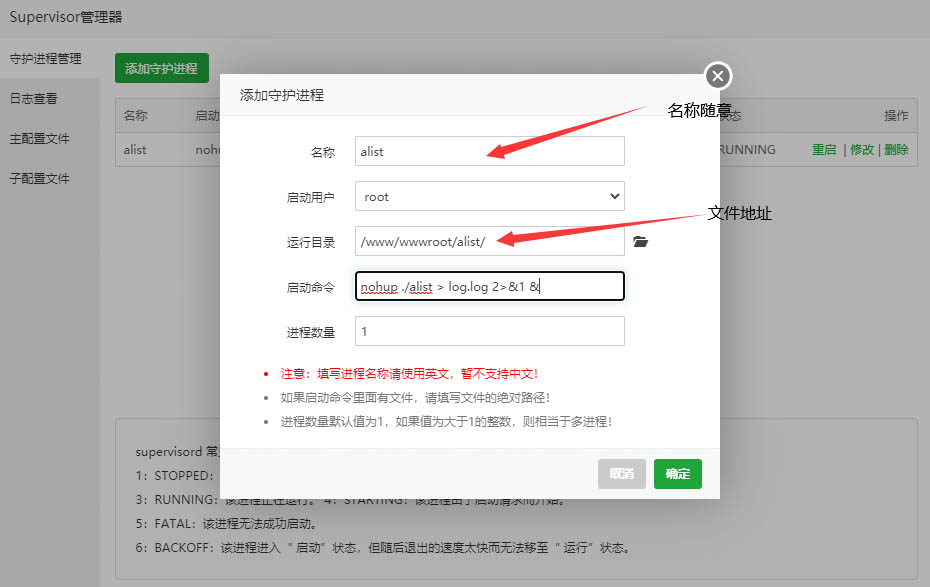 Supervisor管理器
守护进程管理
日志查看
主配置文件
子配置文件
添加守护进程
名称 启动 状态 操作
alist nohu RUNNING 重启 | 修改 | 删除
添加守护进程
名称随意
名称 alist
启动用户 root
文件地址
运行目录 /www/wwwroot/alist/
启动命令 nohup ./alist > log.log 2>&1 &
进程数量 1
注意：填写进程名称请使用英文，暂不支持中文！
如果启动命令里面有文件，请填写文件的绝对路径！
进程数量默认值为1，如果值为大于1的整数，则相当于多进程！
取消 确定
supervisord 常
1：STOPPED：
3：RUNNING：该进程正在运行。 4：STARTING：该进程由于启动请求而开始。
5：FATAL：该进程无法成功启动。
6：BACKOFF：该进程进入“ 启动”状态，但随后退出的速度太快而无法移至“ 运行”状态。